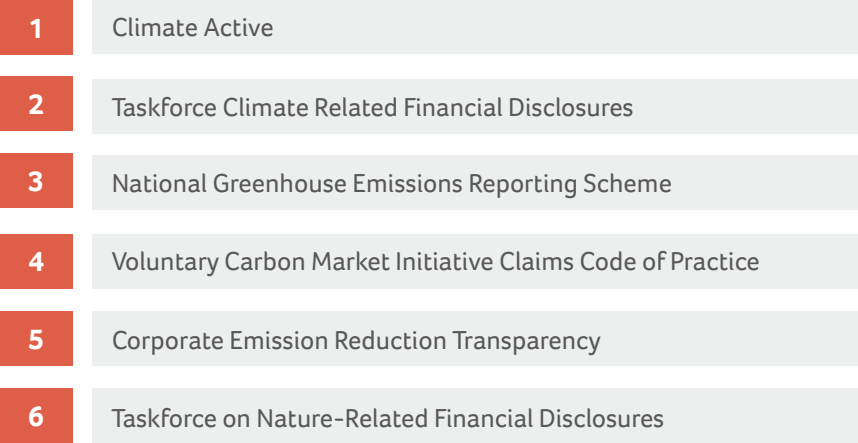 1 Climate Active
2 Taskforce Climate Related Financial Disclosures
3 National Greenhouse Emissions Reporting Scheme
4 Voluntary Carbon Market Initiative Claims Code of Practice
5 Corporate Emission Reduction Transparency
6 Taskforce on Nature-Related Financial Disclosures